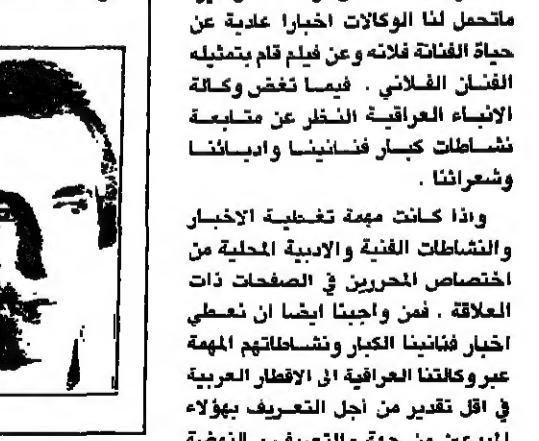 ماتحمل لنا الوكالات اخبارا عادية عن
حياة الفنانة فلانه وعن فيلم قام بتمثيله
الفنان الفلاني . فيما تغض وكالة
الانباء العراقية النظر عن متابعة
نشاطات كبار فنانينا وادبائنا
وشعرائنا .
واذا كانت مهمة تغطية الاخبار
والنشاطات الفنية والادبية المحلية من
اختصاص المحررين في الصفحات ذات
العلاقة . فمن واجبنا ايضا ان نعطي
اخبار فنانينا الكبار ونشاطاتهم المهمة
عبر وكالتنا العراقية الى الاقطار العربية
في اقل تقدير من أجل التعريف بهؤلاء